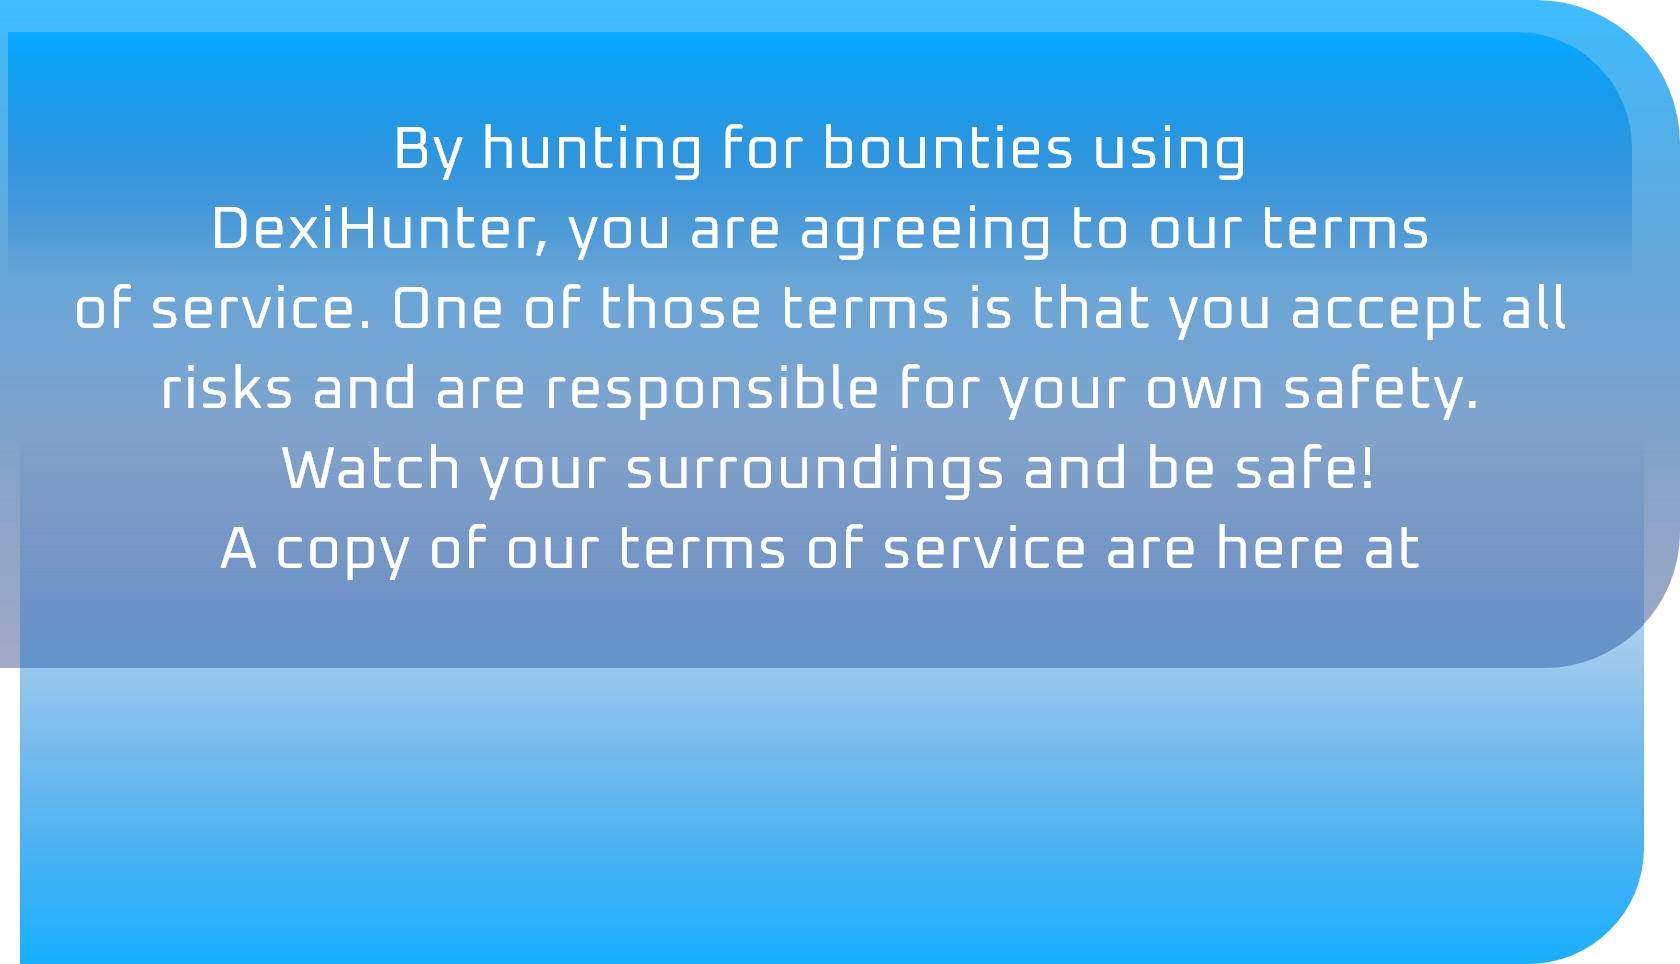 By hunting for bounties using
DexiHunter, you are agreeing to our terms
of service. One of those terms is that you accept all
risks and are responsible for your own safety.
Watch your surroundings and be safe!
A copy of our terms of service are here at